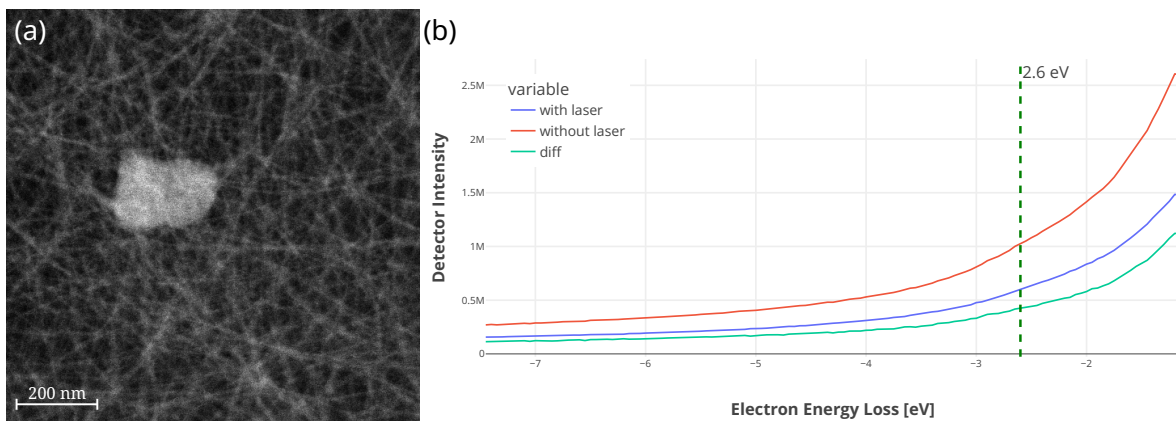 (a)
200 nm
(b)
2.6 eV
variable
with laser
without laser
diff
2.5M
2M
1.5M
1M
0.5M
0
−7
−6
−5
−4
−3
−2
Detector Intensity
Electron Energy Loss [eV]